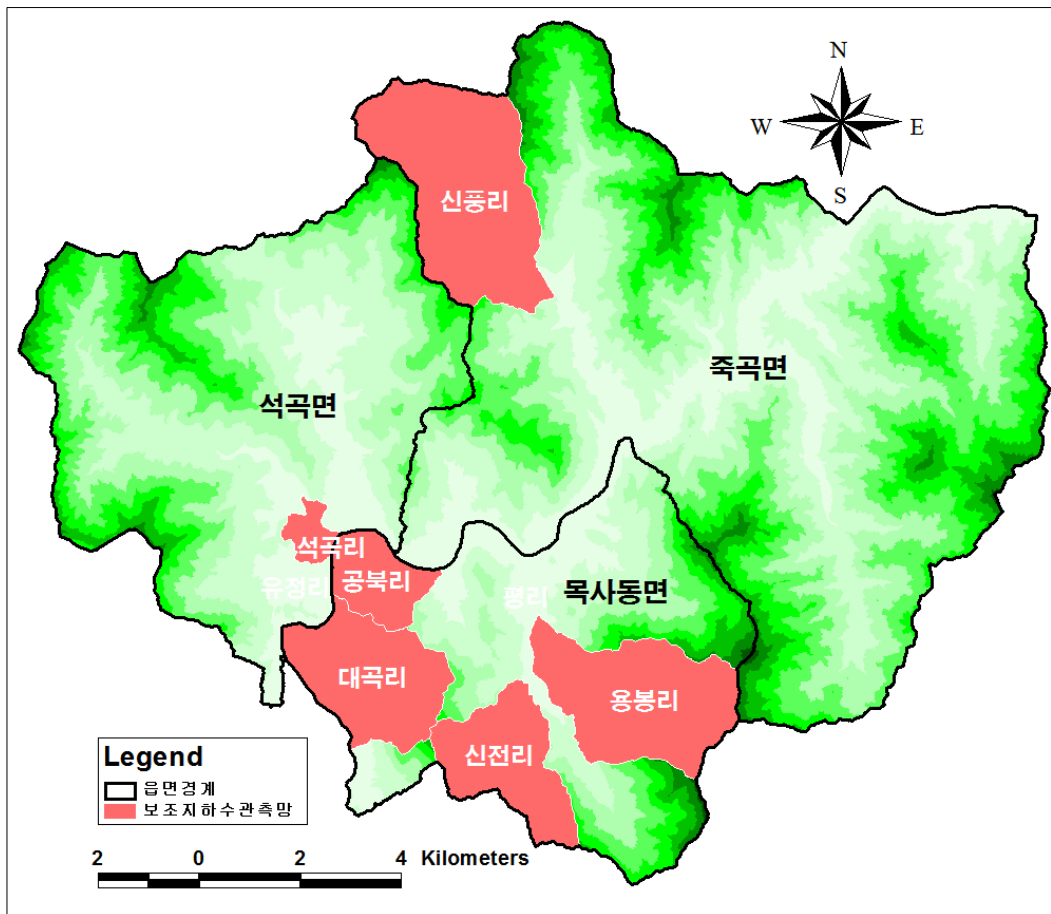 N
W
E
S
신풍리
죽곡면
석곡면
석곡리
공북리
유정리
평리
목사동면
대곡리
용봉리
신전리
Legend
읍면경계
보조지하수관측망
2 0 2 4 Kilometers